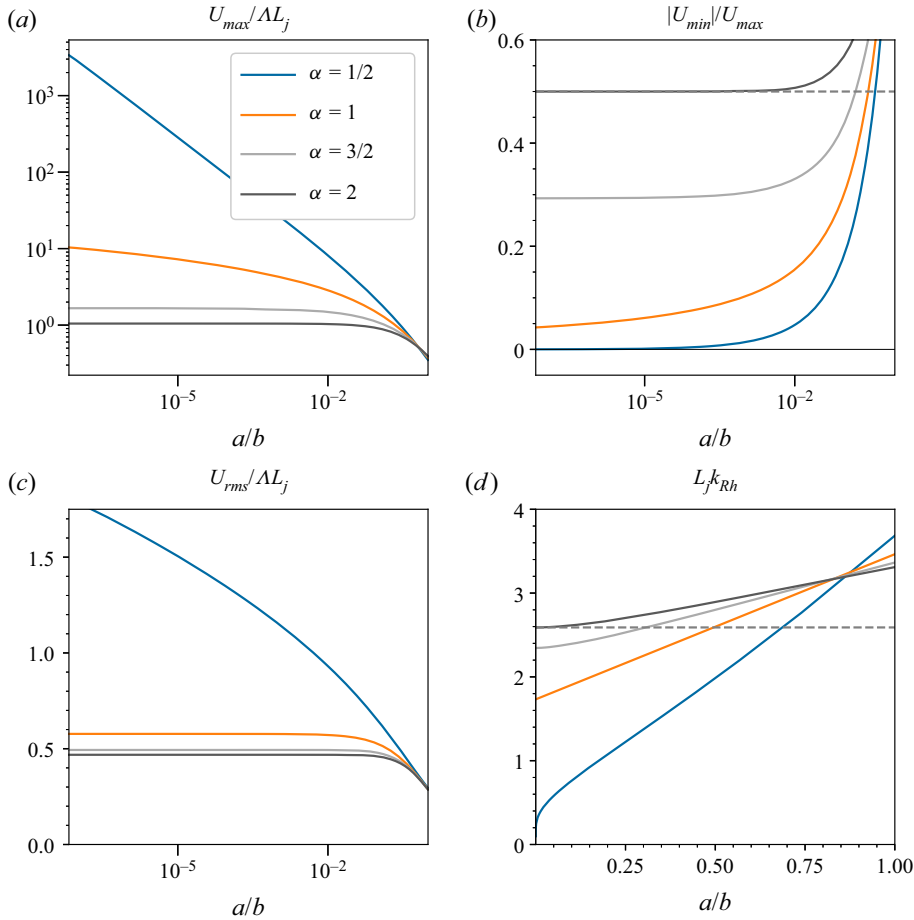 (a)
U_max/ΛL_j
10^3
10^2
10^1
10^0
α = 1/2
α = 1
α = 3/2
α = 2
10^−5
10^−2
a/b
(b)
|U_min|/U_max
0.6
0.4
0.2
0
10^−5
10^−2
a/b
(c)
U_rms/ΛL_j
1.5
1.0
0.5
0.0
10^−5
10^−2
a/b
(d)
L_j k_Rh
4
3
2
1
0
0.25
0.50
0.75
1.00
a/b